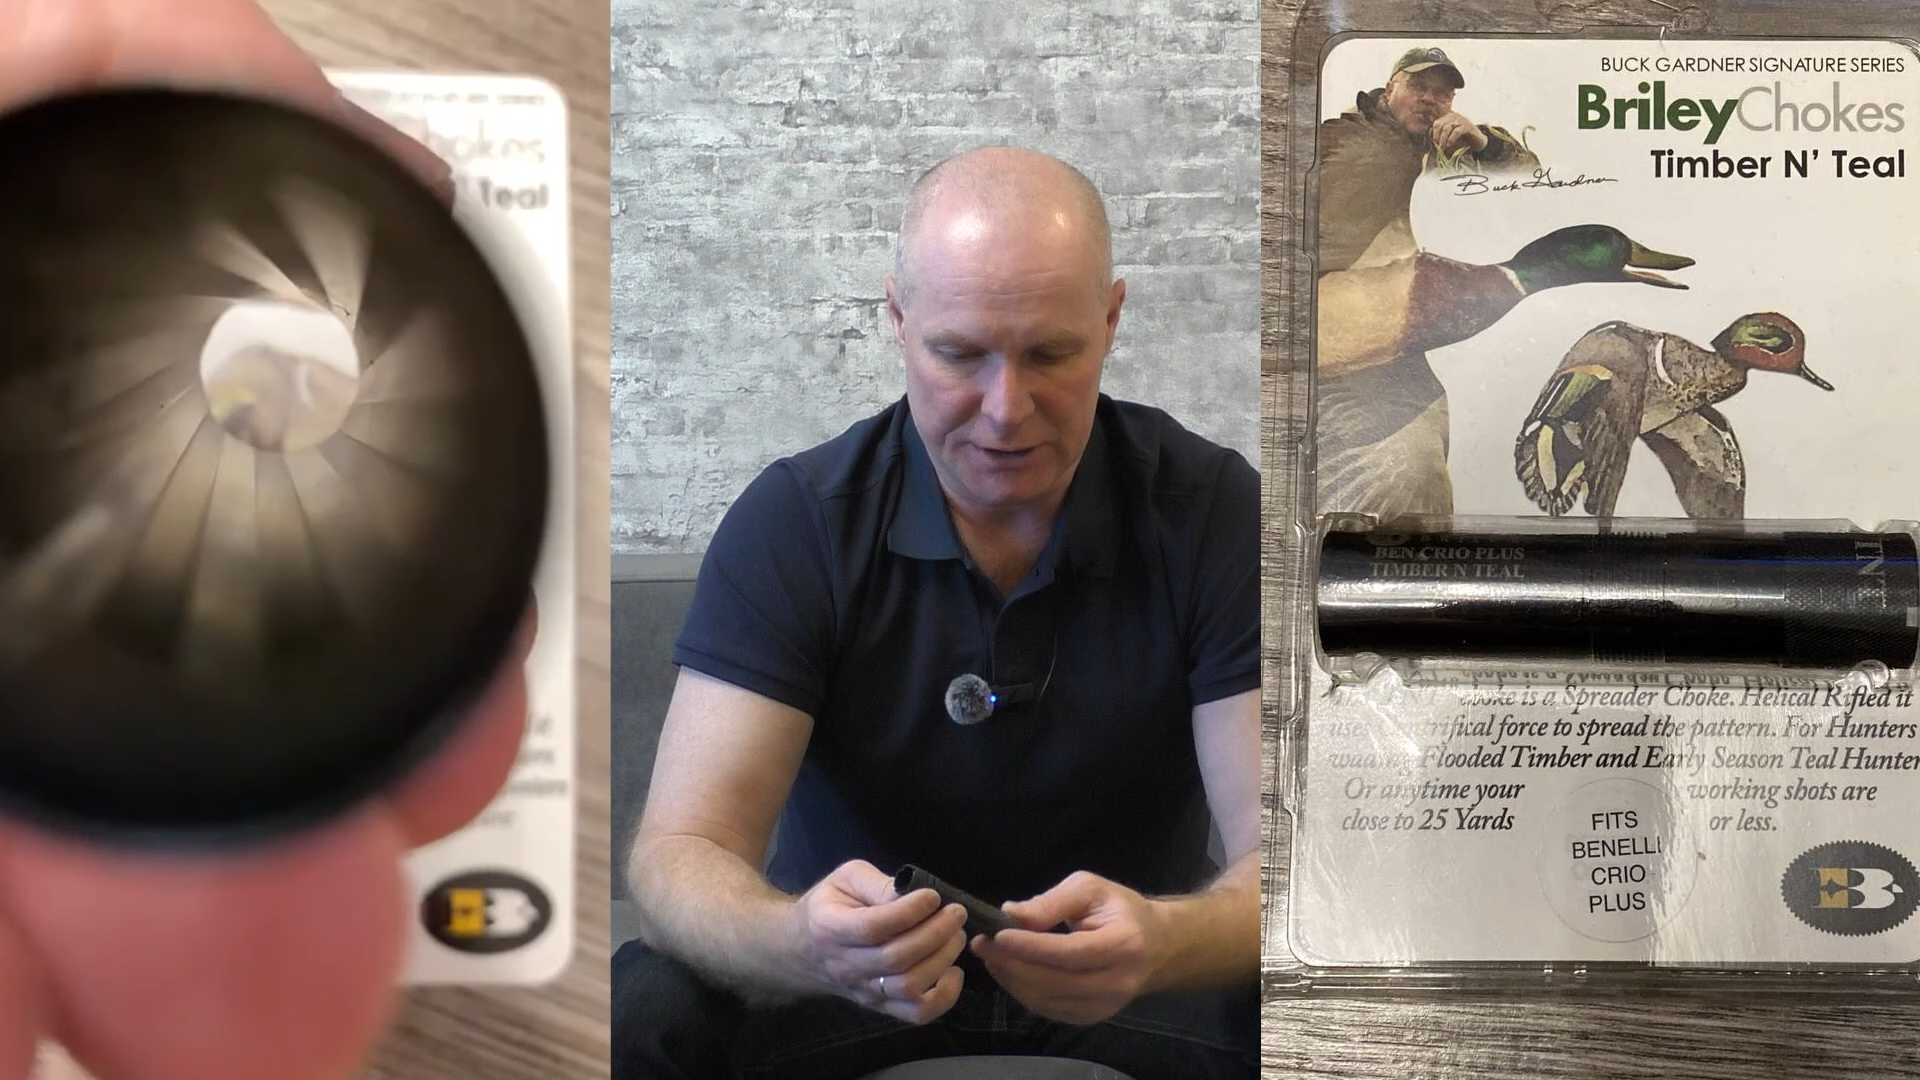 Teal
BUCK GARDNER SIGNATURE SERIES
BrileyChokes
Timber N' Teal
Buck Gardner
BEN CRIO PLUS
TIMBER N TEAL
choke is a Spreader Choke. Helical Rifled it
force to spread the pattern. For Hunters
Flooded Timber and Early Season Teal Hunter
Or anytime your working shots are
close to 25 Yards or less.
FITS
BENELLI
CRIO
PLUS
B